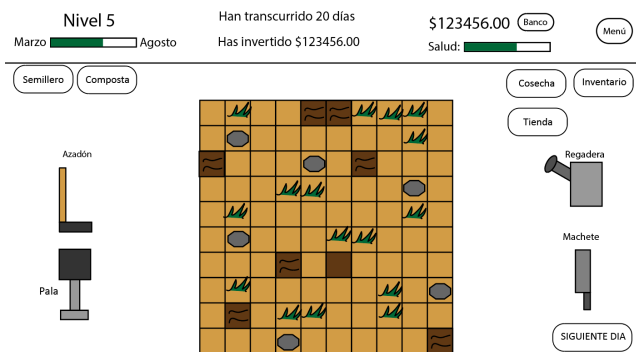 Nivel 5
Marzo
Agosto
Han transcurrido 20 días
Has invertido $123456.00
$123456.00
Banco
Salud:
Menú
Semillero
Composta
Cosecha
Inventario
Tienda
Azadón
Regadera
Pala
Machete
SIGUIENTE DIA